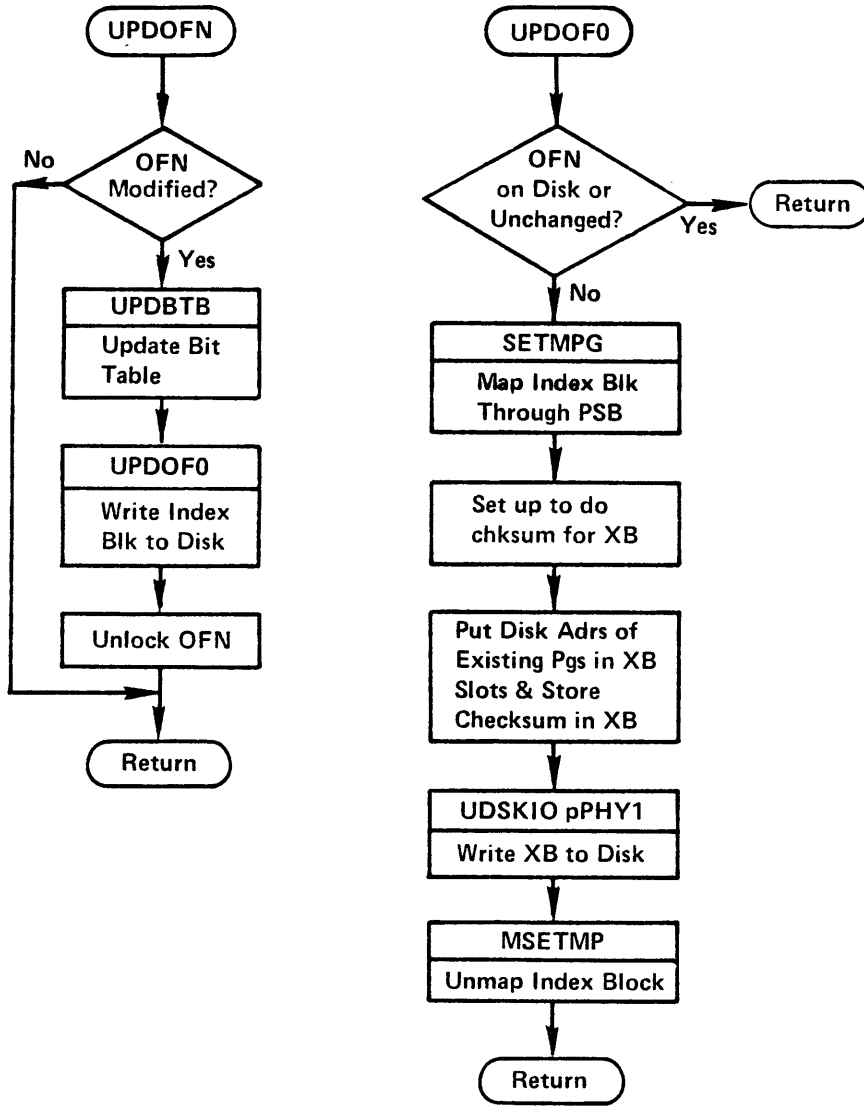 UPDOFN
No
OFN
Modified?
Yes
UPDBTB
Update Bit
Table
UPDOF0
Write Index
Blk to Disk
Unlock OFN
Return
UPDOF0
OFN
on Disk or
Unchanged?
Return
Yes
No
SETMPG
Map Index Blk
Through PSB
Set up to do
chksum for XB
Put Disk Adrs of
Existing Pgs in XB
Slots & Store
Checksum in XB
UDSKIO pPHY1
Write XB to Disk
MSETMP
Unmap Index Block
Return